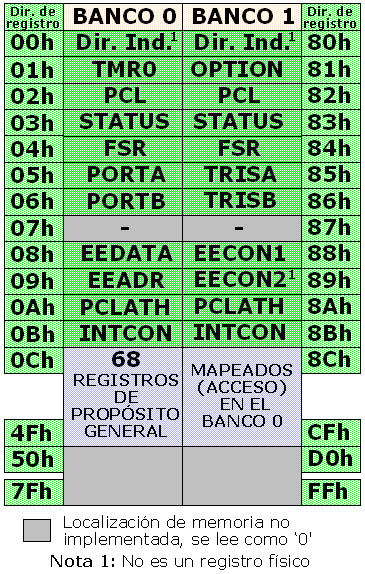 Dir. de registro BANCO 0 BANCO 1 Dir. de registro
00h Dir. Ind.¹ Dir. Ind.¹ 80h
01h TMR0 OPTION 81h
02h PCL PCL 82h
03h STATUS STATUS 83h
04h FSR FSR 84h
05h PORTA TRISA 85h
06h PORTB TRISB 86h
07h - - 87h
08h EEDATA EECON1 88h
09h EEADR EECON2¹ 89h
0Ah PCLATH PCLATH 8Ah
0Bh INTCON INTCON 8Bh
0Ch 68 8Ch
REGISTROS
DE
PROPÓSITO
GENERAL
MAPEADOS
(ACCESO)
EN EL
BANCO 0
4Fh CFh
50h D0h
7Fh FFh
Localización de memoria no
implementada, se lee como ‘0'
Nota 1: No es un registro físico